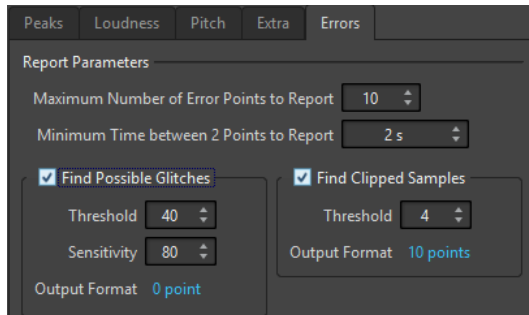 Peaks Loudness Pitch Extra Errors
Report Parameters
Maximum Number of Error Points to Report 10
Minimum Time between 2 Points to Report 2 s
Find Possible Glitches
Threshold 40
Sensitivity 80
Output Format 0 point
Find Clipped Samples
Threshold 4
Output Format 10 points